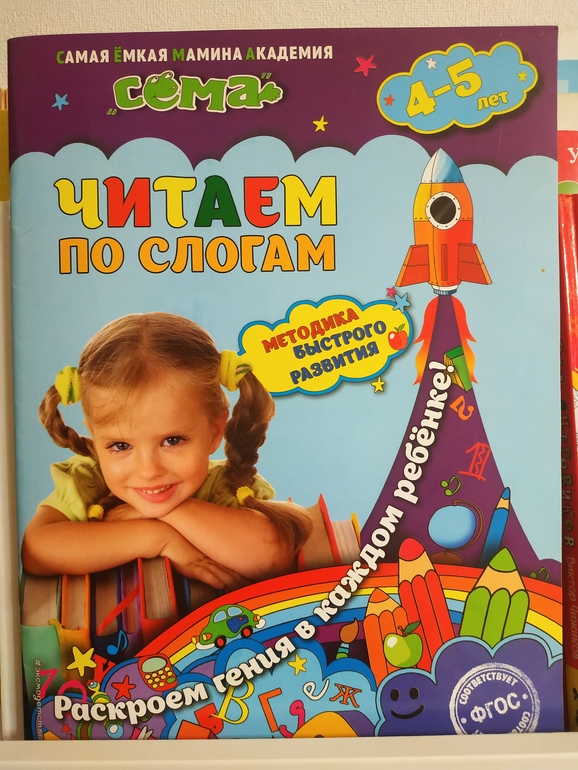 САМАЯ ЁМКАЯ МАМИНА АКАДЕМИЯ
„СЁМА“
4-5
лет
ЧИТАЕМ
ПО СЛОГАМ
МЕТОДИКА
БЫСТРОГО
РАЗВИТИЯ
Раскроем гения в каждом ребёнке!
СООТВЕТСТВУЕТ
ФГОС
#эксмодетство